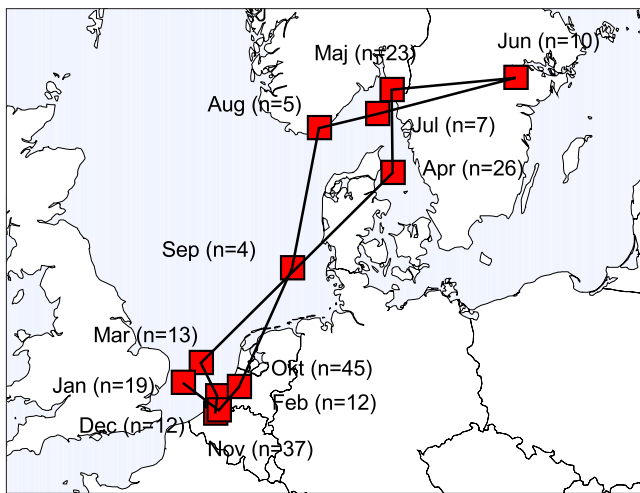 Jun (n=10)
Maj (n=23)
Aug (n=5)
Jul (n=7)
Apr (n=26)
Sep (n=4)
Mar (n=13)
Okt (n=45)
Jan (n=19)
Feb (n=12)
Dec (n=12)
Nov (n=37)